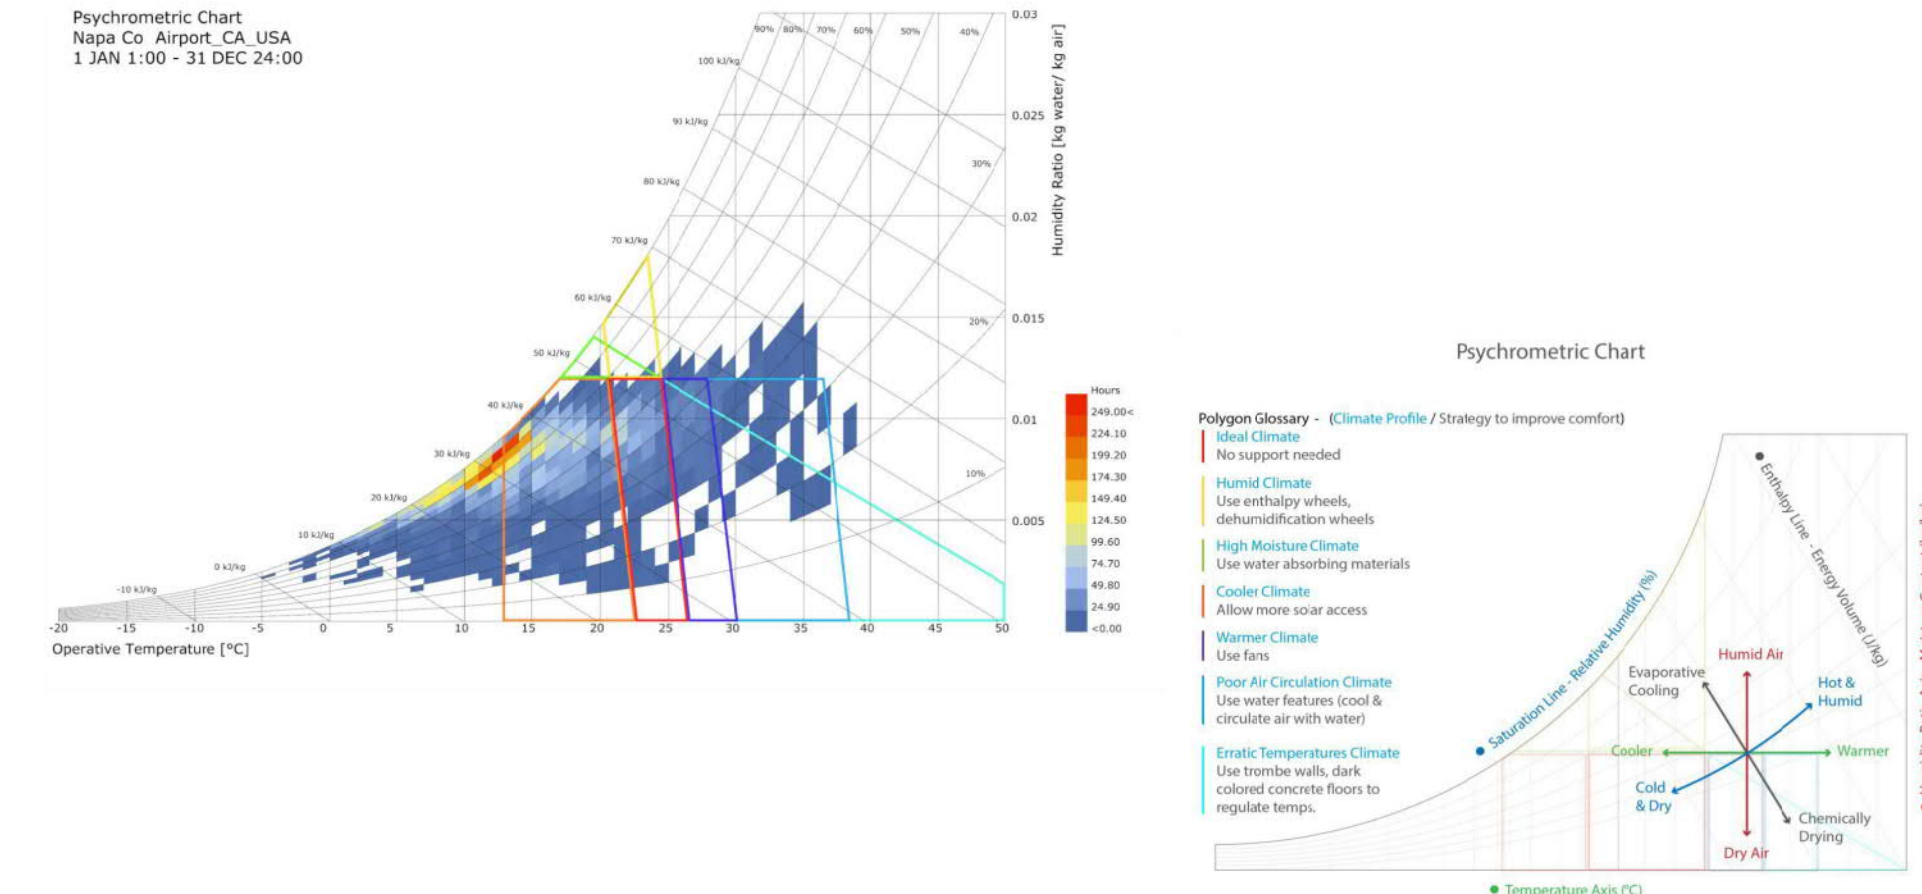 Psychrometric Chart
Napa Co Airport_CA_USA
1 JAN 1:00 - 31 DEC 24:00
90% 80% 70% 60% 50% 40%
30%
20%
10%
100 kJ/kg
90 kJ/kg
80 kJ/kg
70 kJ/kg
60 kJ/kg
50 kJ/kg
40 kJ/kg
30 kJ/kg
20 kJ/kg
10 kJ/kg
0 kJ/kg
-10 kJ/kg
0.03
0.025
0.02
0.015
0.01
0.005
Humidity Ratio [kg water/ kg air]
-20 -15 -10 -5 0 5 10 15 20 25 30 35 40 45 50
Operative Temperature [°C]
Hours
249.00<
224.10
199.20
174.30
149.40
124.50
99.60
74.70
49.80
24.90
<0.00
Psychrometric Chart
Polygon Glossary - (Climate Profile / Strategy to improve comfort)
Ideal Climate
No support needed
Humid Climate
Use enthalpy wheels,
dehumidification wheels
High Moisture Climate
Use water absorbing materials
Cooler Climate
Allow more solar access
Warmer Climate
Use fans
Poor Air Circulation Climate
Use water features (cool &
circulate air with water)
Erratic Temperatures Climate
Use trombe walls, dark
colored concrete floors to
regulate temps.
Saturation Line - Relative Humidity (%)
Enthalpy Line - Energy Volume (J/kg)
Humid Air
Evaporative
Cooling
Hot &
Humid
Cooler
Warmer
Cold
& Dry
Chemically
Drying
Dry Air
Temperature Axis (°C)